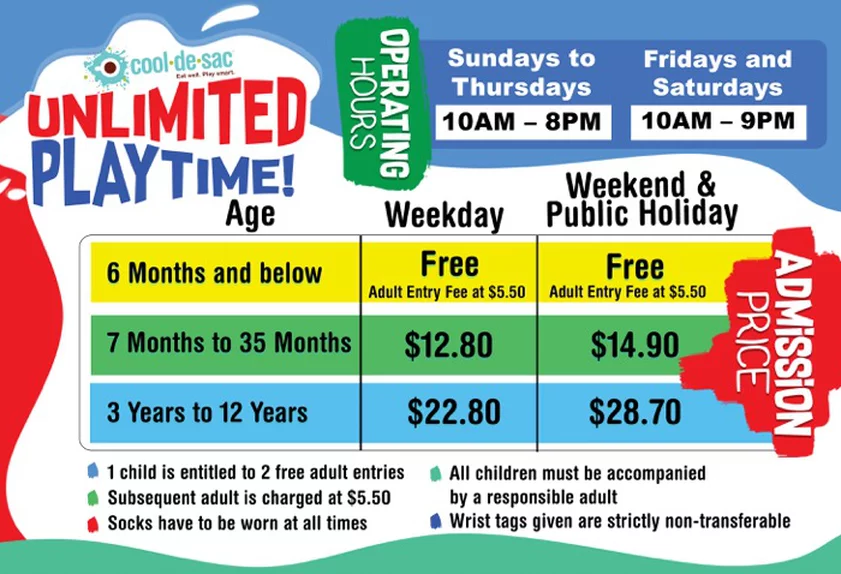 cool·de·sac
Eat well. Play smart.
UNLIMITED
PLAYTIME!
OPERATING
HOURS
Sundays to
Thursdays
10AM – 8PM
Fridays and
Saturdays
10AM – 9PM
Age
Weekday
Weekend &
Public Holiday
6 Months and below
Free
Adult Entry Fee at $5.50
Free
Adult Entry Fee at $5.50
7 Months to 35 Months
$12.80
$14.90
3 Years to 12 Years
$22.80
$28.70
ADMISSION
PRICE
1 child is entitled to 2 free adult entries
Subsequent adult is charged at $5.50
Socks have to be worn at all times
All children must be accompanied
by a responsible adult
Wrist tags given are strictly non-transferable